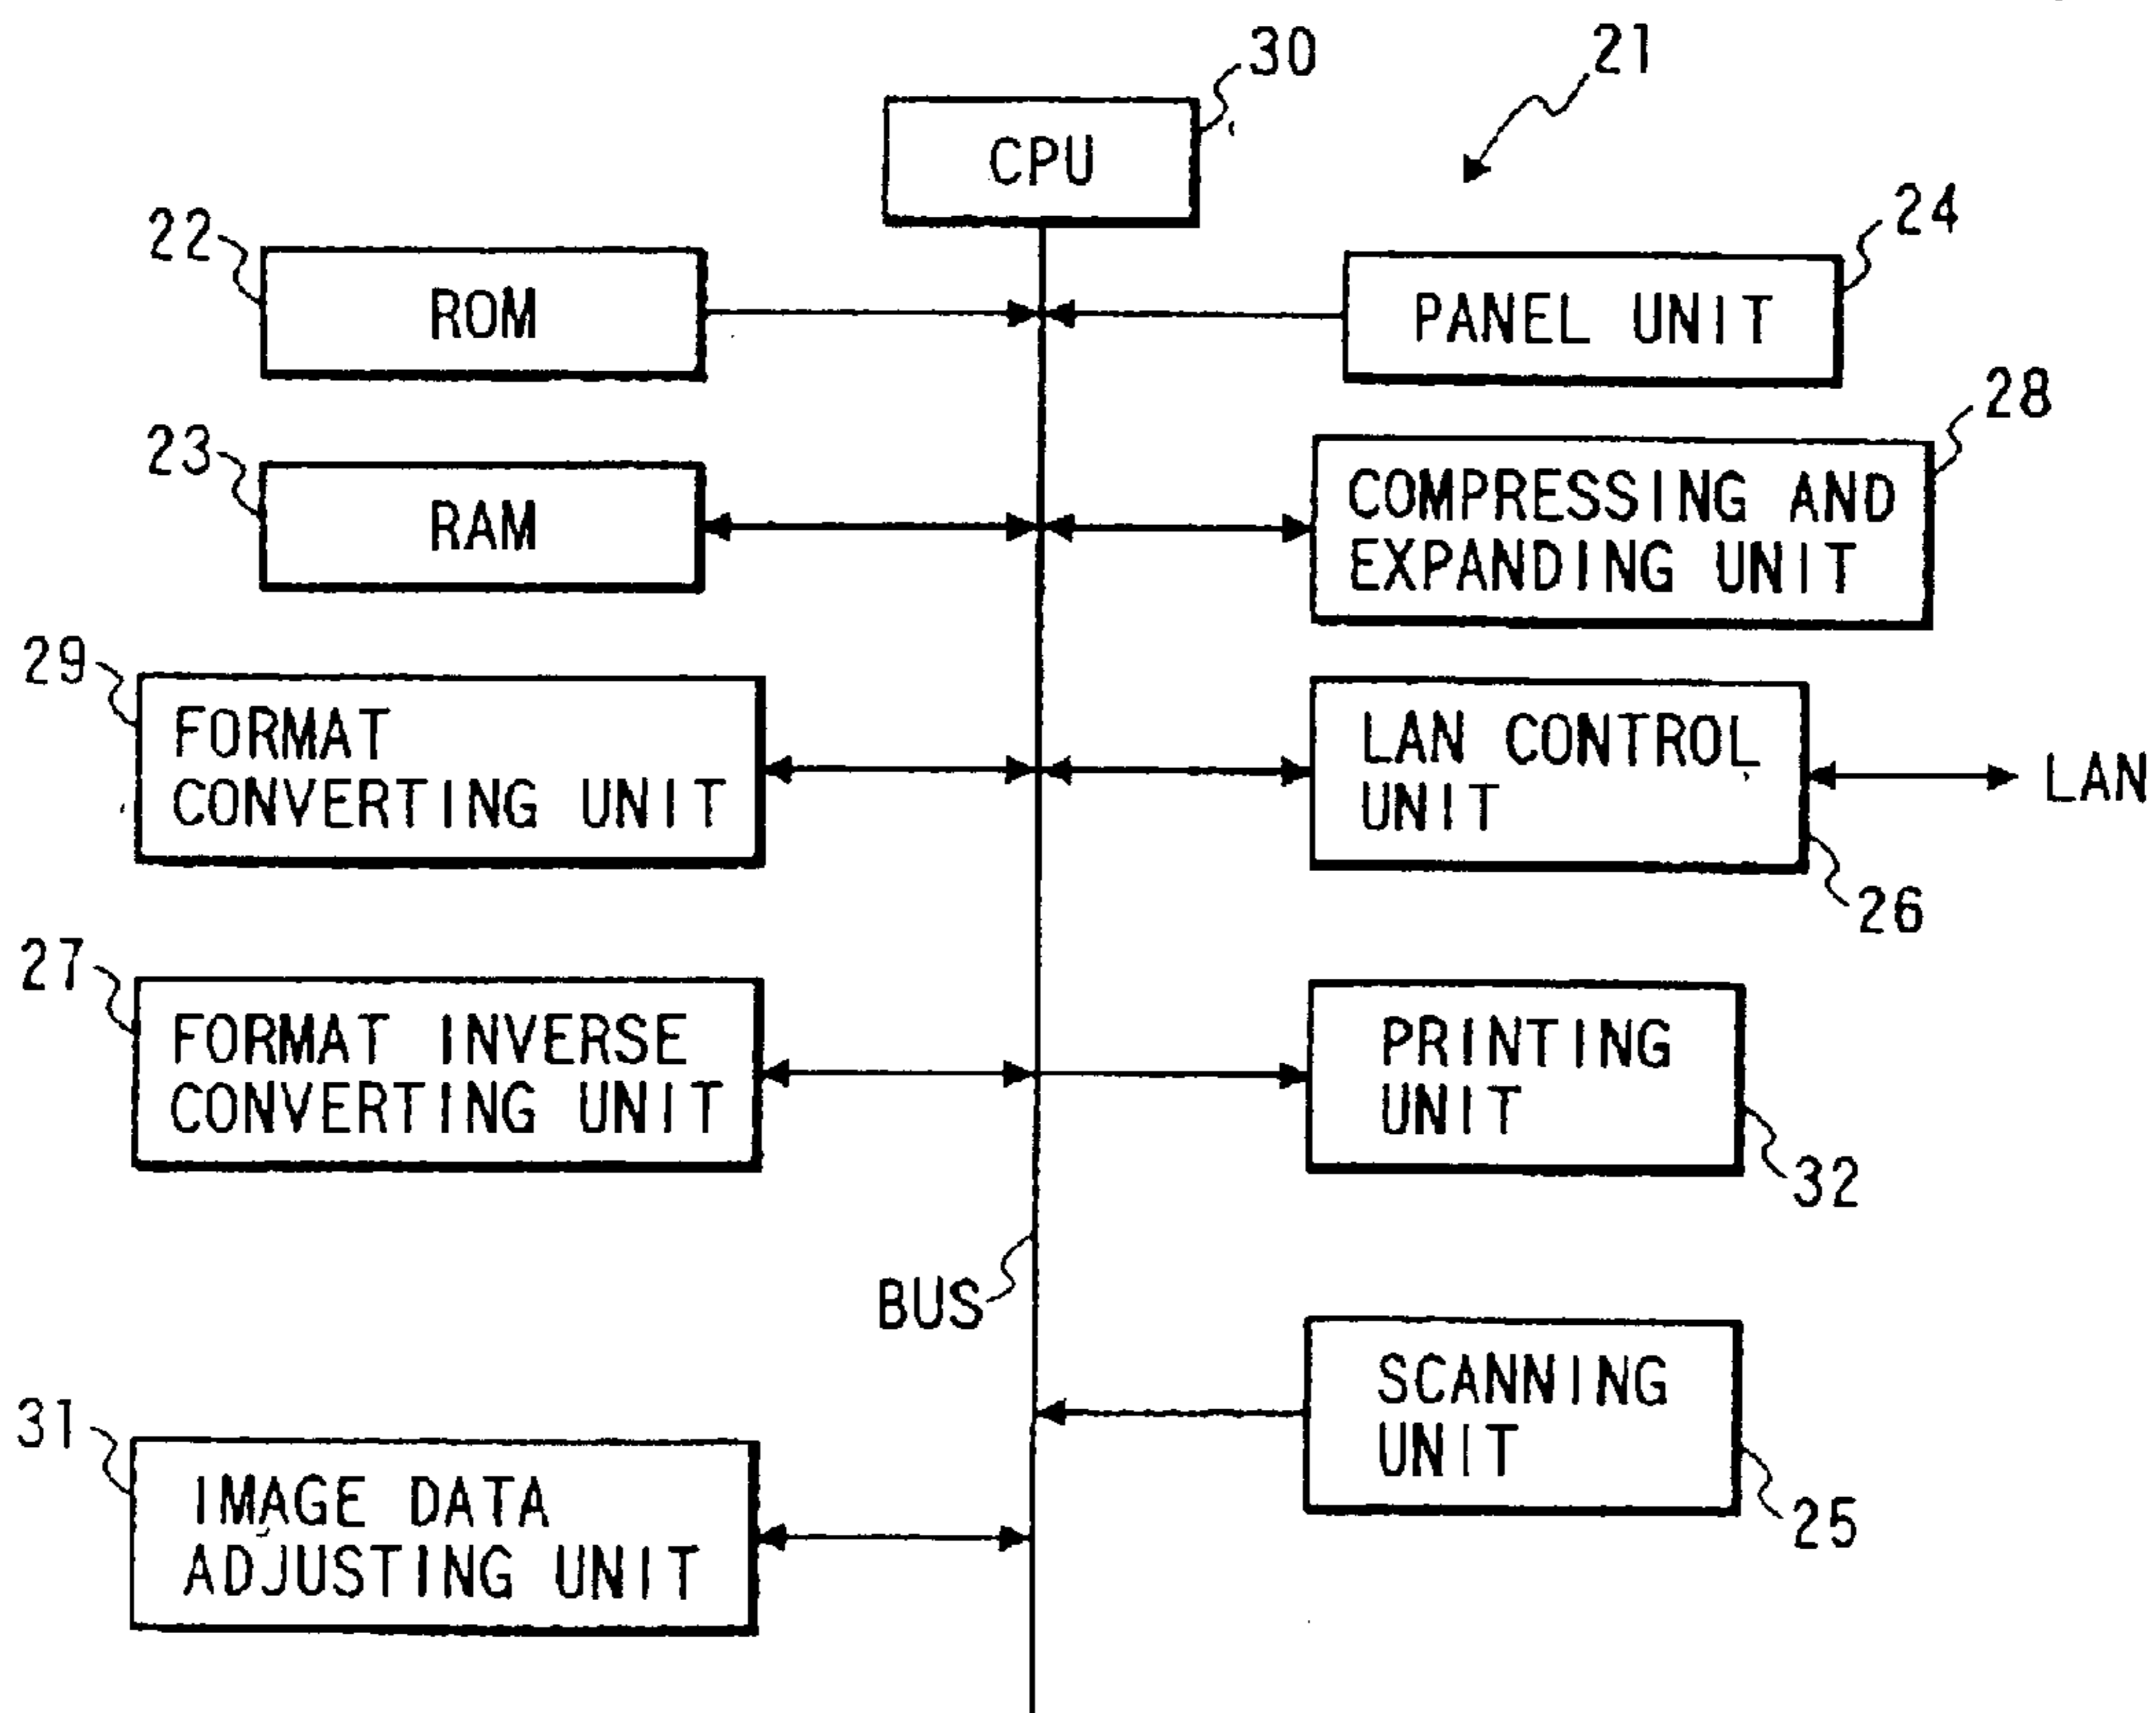 30
21
CPU
22
ROM
24
PANEL UNIT
23
RAM
28
COMPRESSING AND
EXPANDING UNIT
29
FORMAT
CONVERTING UNIT
LAN CONTROL
UNIT
LAN
26
27
FORMAT INVERSE
CONVERTING UNIT
PRINTING
UNIT
32
BUS
SCANNING
UNIT
25
31
IMAGE DATA
ADJUSTING UNIT